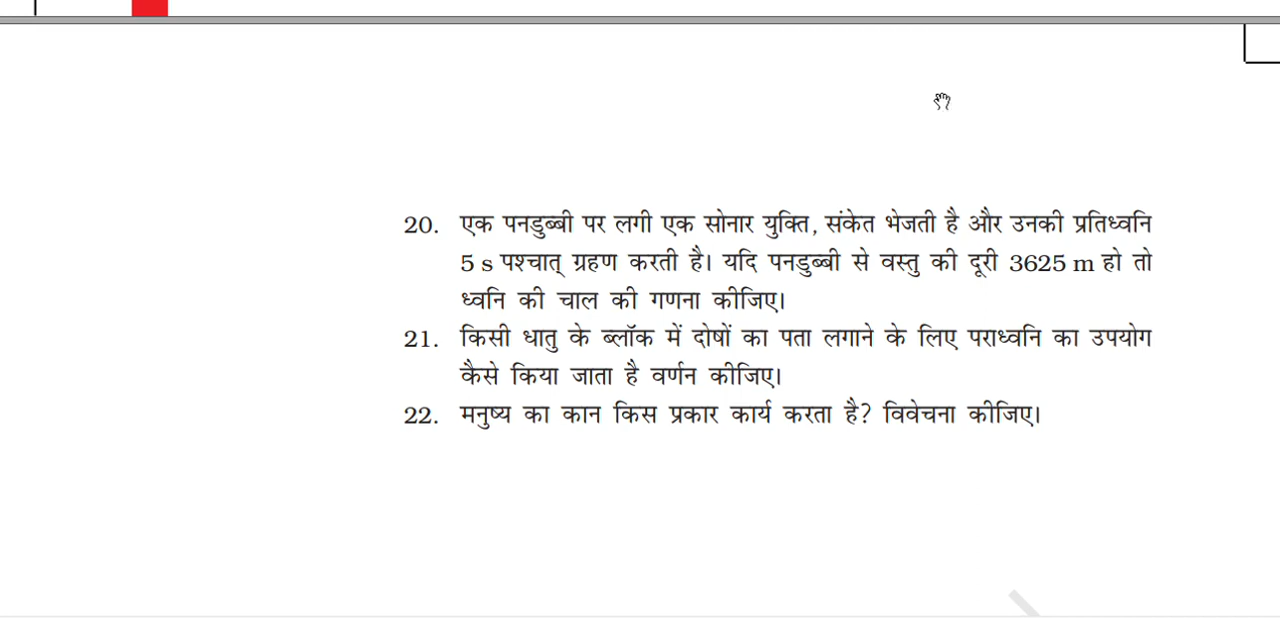 20. एक पनडुब्बी पर लगी एक सोनार युक्ति, संकेत भेजती है और उनकी प्रतिध्वनि
5 s पश्चात् ग्रहण करती है। यदि पनडुब्बी से वस्तु की दूरी 3625 m हो तो
ध्वनि की चाल की गणना कीजिए।
21. किसी धातु के ब्लॉक में दोषों का पता लगाने के लिए पराध्वनि का उपयोग
कैसे किया जाता है वर्णन कीजिए।
22. मनुष्य का कान किस प्रकार कार्य करता है? विवेचना कीजिए।